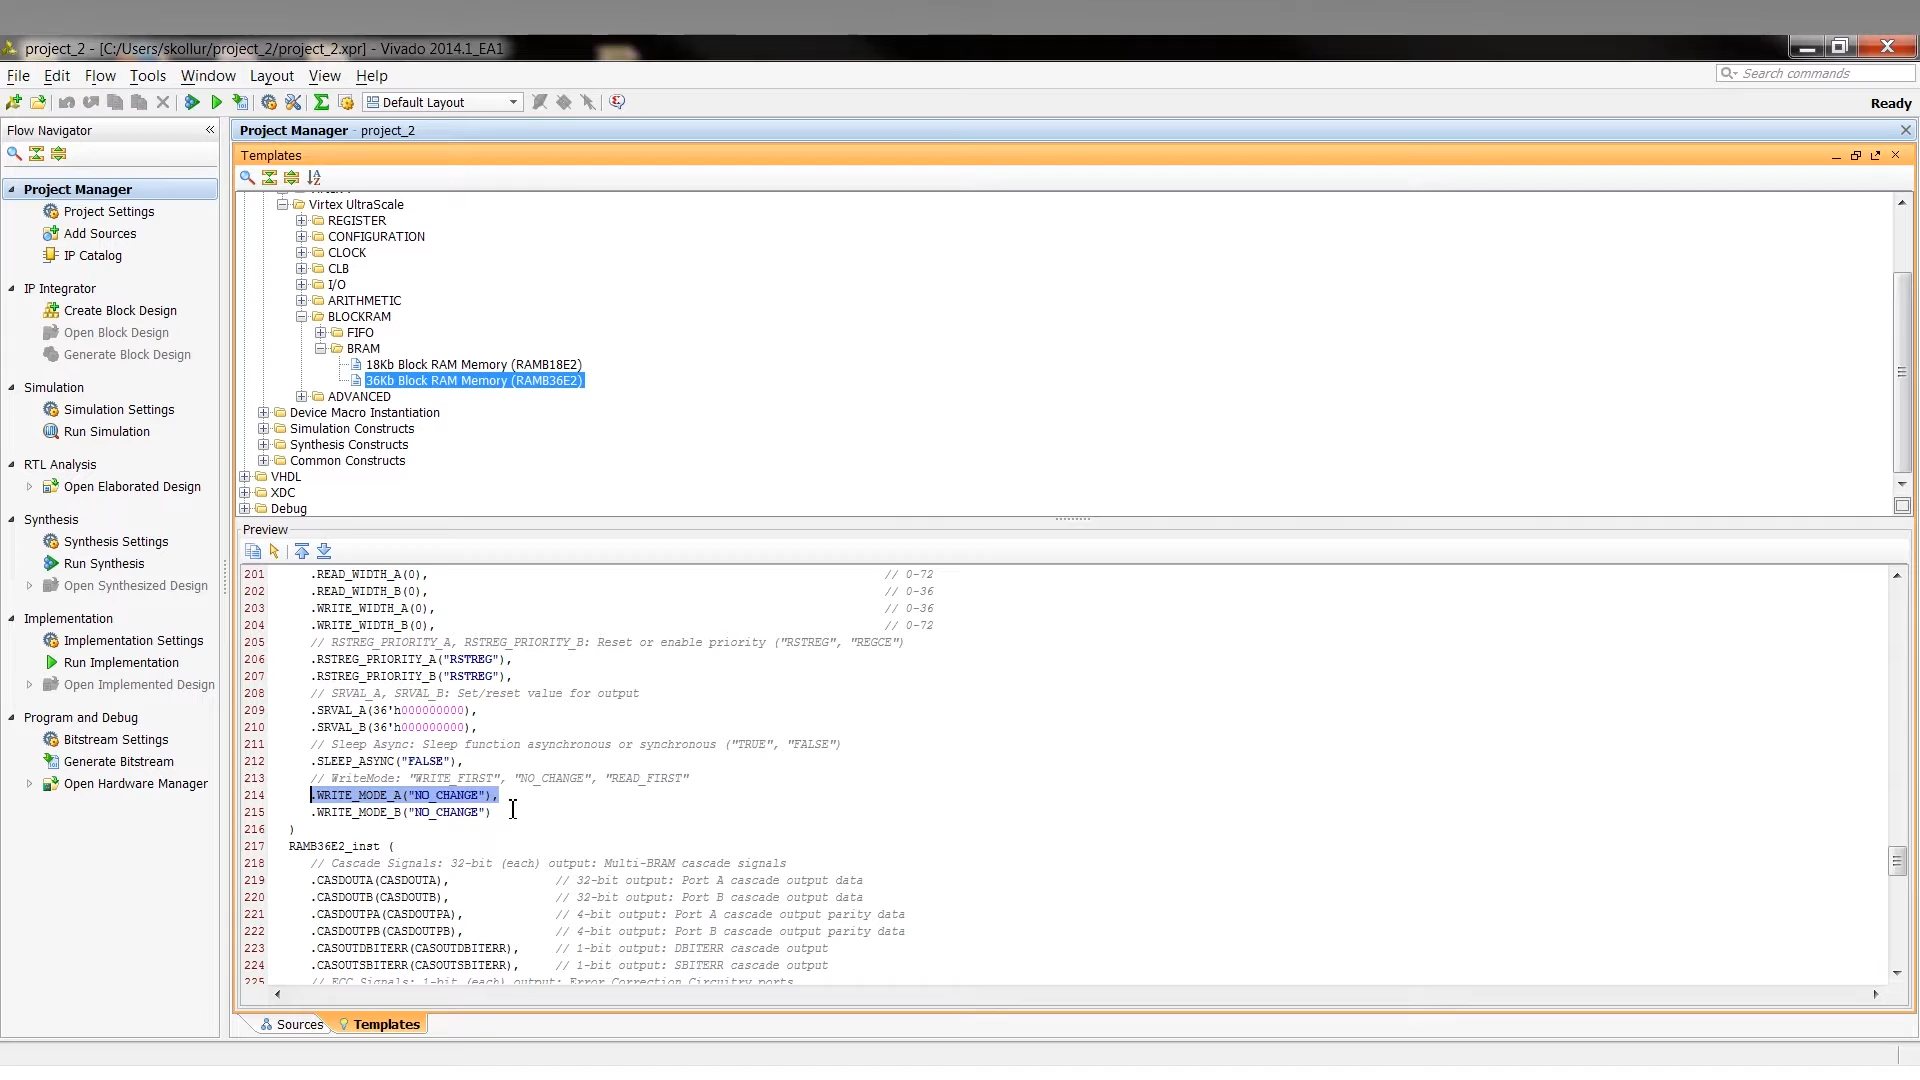 project_2 - [C:/Users/skollur/project_2/project_2.xpr] - Vivado 2014.1_EA1
File Edit Flow Tools Window Layout View Help
Search commands
Default Layout
Ready
Flow Navigator
Project Manager - project_2
Templates
Project Manager
Project Settings
Add Sources
IP Catalog
IP Integrator
Create Block Design
Open Block Design
Generate Block Design
Simulation
Simulation Settings
Run Simulation
RTL Analysis
Open Elaborated Design
Synthesis
Synthesis Settings
Run Synthesis
Open Synthesized Design
Implementation
Implementation Settings
Run Implementation
Open Implemented Design
Program and Debug
Bitstream Settings
Generate Bitstream
Open Hardware Manager
Virtex UltraScale
REGISTER
CONFIGURATION
CLOCK
CLB
I/O
ARITHMETIC
BLOCKRAM
FIFO
BRAM
18Kb Block RAM Memory (RAMB18E2)
36Kb Block RAM Memory (RAMB36E2)
ADVANCED
Device Macro Instantiation
Simulation Constructs
Synthesis Constructs
Common Constructs
VHDL
XDC
Debug
Preview
201 .READ_WIDTH_A(0), // 0-72
202 .READ_WIDTH_B(0), // 0-36
203 .WRITE_WIDTH_A(0), // 0-36
204 .WRITE_WIDTH_B(0), // 0-72
205 // RSTREG_PRIORITY_A, RSTREG_PRIORITY_B: Reset or enable priority ("RSTREG", "REGCE")
206 .RSTREG_PRIORITY_A("RSTREG"),
207 .RSTREG_PRIORITY_B("RSTREG"),
208 // SRVAL_A, SRVAL_B: Set/reset value for output
209 .SRVAL_A(36'h000000000),
210 .SRVAL_B(36'h000000000),
211 // Sleep Async: Sleep function asynchronous or synchronous ("TRUE", "FALSE")
212 .SLEEP_ASYNC("FALSE"),
213 // WriteMode: "WRITE_FIRST", "NO_CHANGE", "READ_FIRST"
214 .WRITE_MODE_A("NO_CHANGE"),
215 .WRITE_MODE_B("NO_CHANGE")
216 )
217 RAMB36E2_inst (
218 // Cascade Signals: 32-bit (each) output: Multi-BRAM cascade signals
219 .CASDOUTA(CASDOUTA), // 32-bit output: Port A cascade output data
220 .CASDOUTB(CASDOUTB), // 32-bit output: Port B cascade output data
221 .CASDOUTPA(CASDOUTPA), // 4-bit output: Port A cascade output parity data
222 .CASDOUTPB(CASDOUTPB), // 4-bit output: Port B cascade output parity data
223 .CASOUTDBITERR(CASOUTDBITERR), // 1-bit output: DBITERR cascade output
224 .CASOUTSBITERR(CASOUTSBITERR), // 1-bit output: SBITERR cascade output
225 // ECC Signals: 1-bit (each) output: Error Correction Circuitry ports
Sources Templates